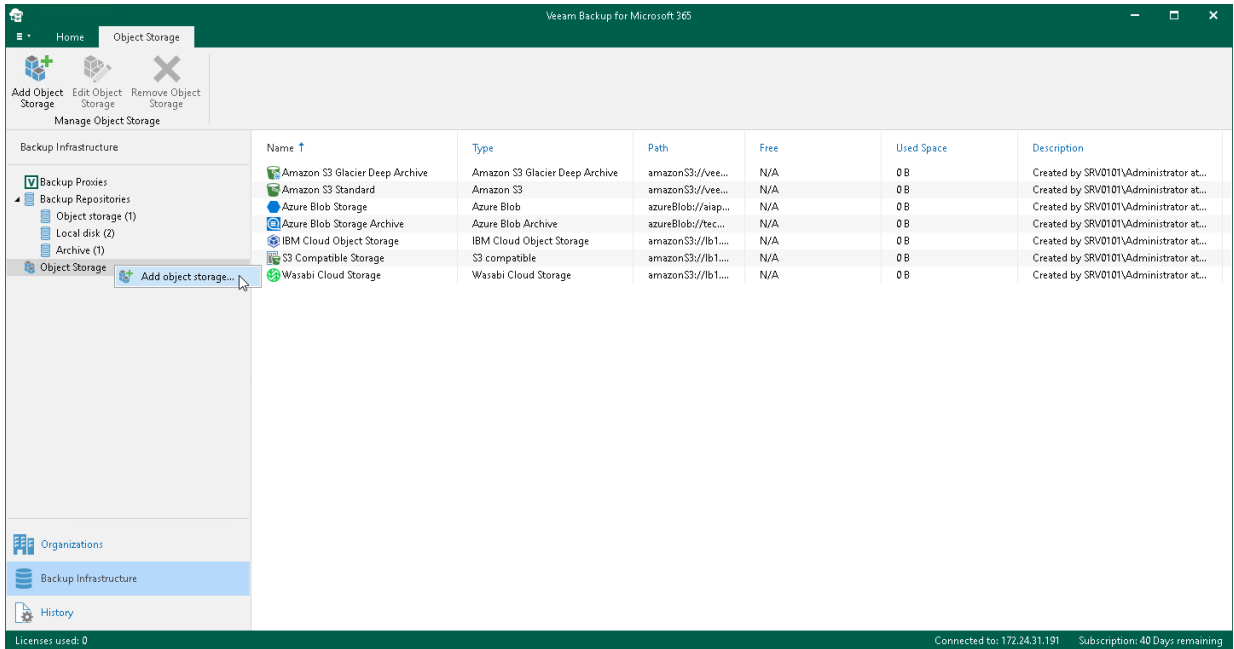 Veeam Backup for Microsoft 365
Home Object Storage
Add Object Storage
Edit Object Storage
Remove Object Storage
Manage Object Storage
Backup Infrastructure
Backup Proxies
Backup Repositories
Object storage (1)
Local disk (2)
Archive (1)
Object Storage
Add object storage...
Name Type Path Free Used Space Description
Amazon S3 Glacier Deep Archive Amazon S3 Glacier Deep Archive amazonS3://vee... N/A 0 B Created by SRV0101\Administrator at...
Amazon S3 Standard Amazon S3 amazonS3://vee... N/A 0 B Created by SRV0101\Administrator at...
Azure Blob Storage Azure Blob azureBlob://aiap... N/A 0 B Created by SRV0101\Administrator at...
Azure Blob Storage Archive Azure Blob Archive azureBlob://tec... N/A 0 B Created by SRV0101\Administrator at...
IBM Cloud Object Storage IBM Cloud Object Storage amazonS3://lb1.... N/A 0 B Created by SRV0101\Administrator at...
S3 Compatible Storage S3 compatible amazonS3://lb1.... N/A 0 B Created by SRV0101\Administrator at...
Wasabi Cloud Storage Wasabi Cloud Storage amazonS3://lb1.... N/A 0 B Created by SRV0101\Administrator at...
Organizations
Backup Infrastructure
History
Licenses used: 0 Connected to: 172.24.31.191 Subscription: 40 Days remaining